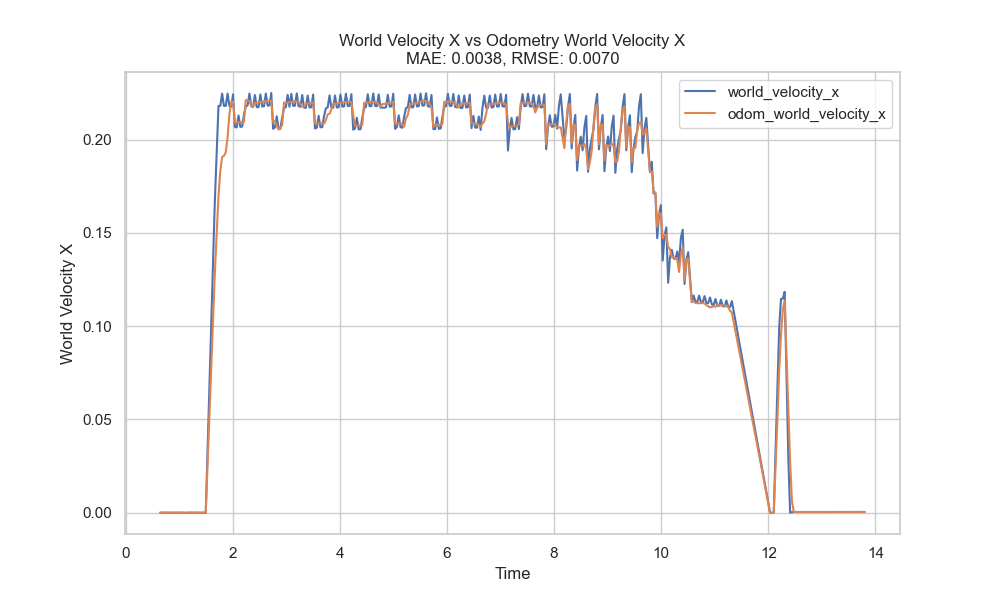 World Velocity X vs Odometry World Velocity X
MAE: 0.0038, RMSE: 0.0070
world_velocity_x
odom_world_velocity_x
World Velocity X
0.20
0.15
0.10
0.05
0.00
0 2 4 6 8 10 12 14
Time